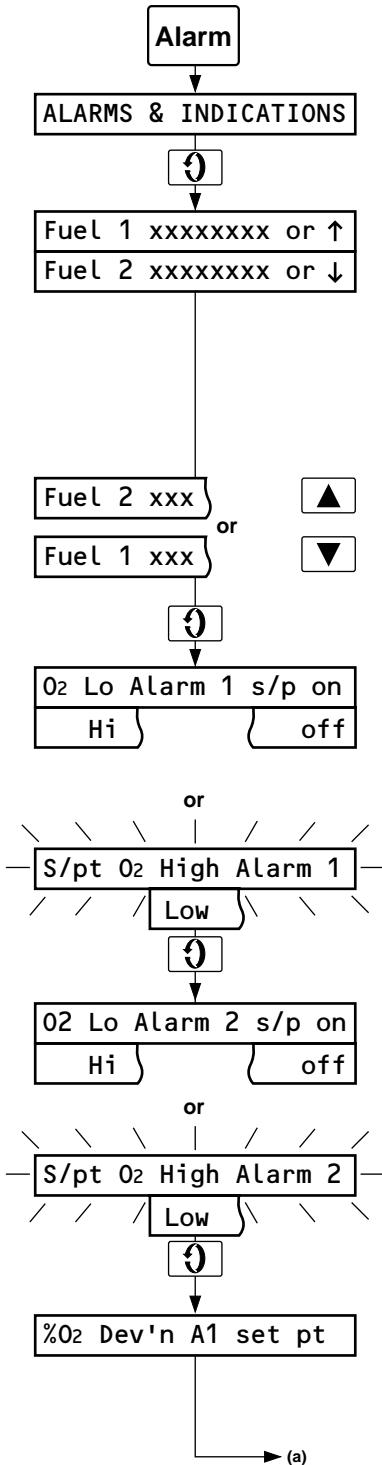 Alarm
ALARMS & INDICATIONS
Fuel 1 xxxxxxxx or ↑
Fuel 2 xxxxxxxx or ↓
Fuel 2 xxx
or
Fuel 1 xxx
O2 Lo Alarm 1 s/p on
Hi off
or
S/pt O2 High Alarm 1
Low
O2 Lo Alarm 2 s/p on
Hi off
or
S/pt O2 High Alarm 2
Low
%O2 Dev'n A1 set pt
(a)